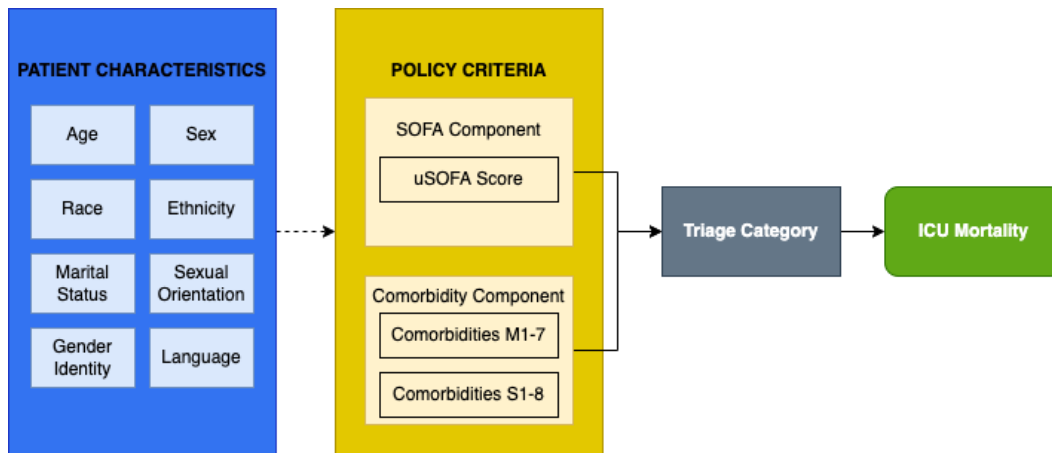 PATIENT CHARACTERISTICS
Age
Sex
Race
Ethnicity
Marital
Status
Sexual
Orientation
Gender
Identity
Language
POLICY CRITERIA
SOFA Component
uSOFA Score
Comorbidity Component
Comorbidities M1-7
Comorbidities S1-8
Triage Category
ICU Mortality